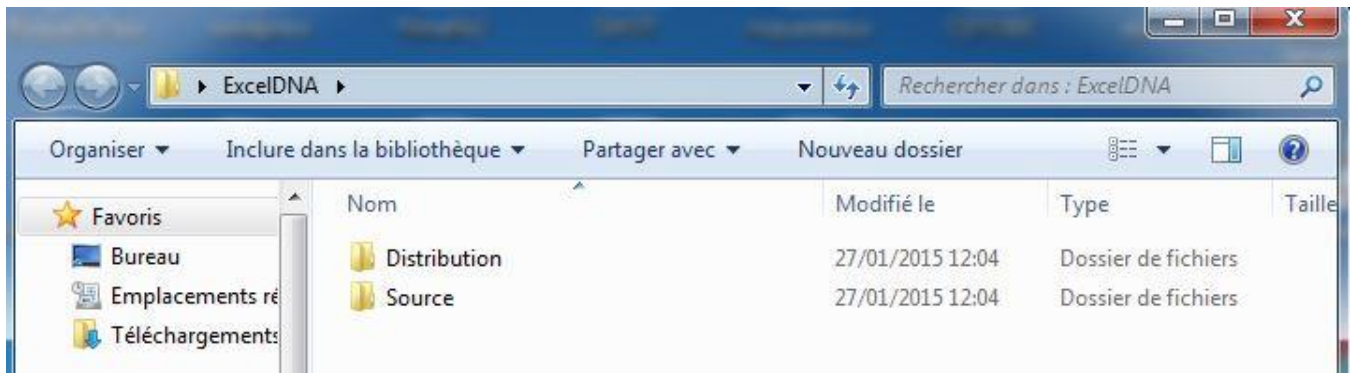 ExcelDNA
Rechercher dans : ExcelDNA
Organiser Inclure dans la bibliothèque Partager avec Nouveau dossier
Favoris
Bureau
Emplacements ré
Téléchargements
Nom Modifié le Type Taille
Distribution 27/01/2015 12:04 Dossier de fichiers
Source 27/01/2015 12:04 Dossier de fichiers